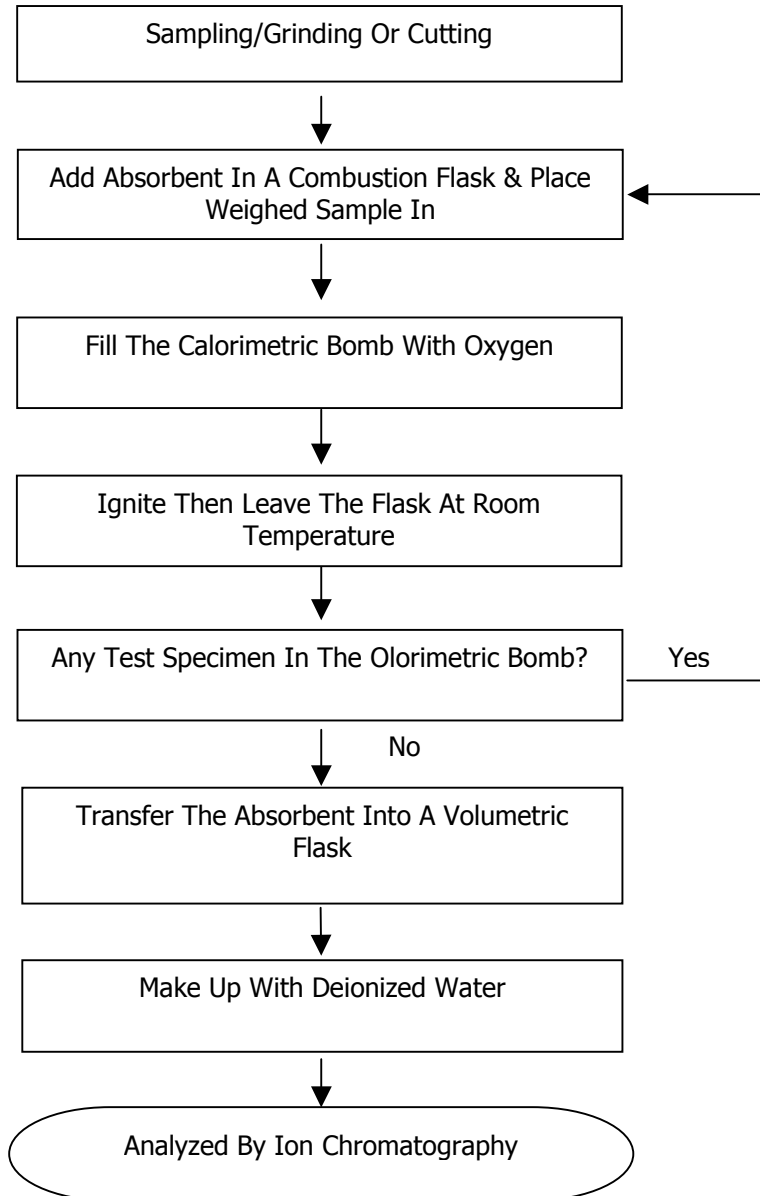 Sampling/Grinding Or Cutting
Add Absorbent In A Combustion Flask & Place
Weighed Sample In
Fill The Calorimetric Bomb With Oxygen
Ignite Then Leave The Flask At Room
Temperature
Any Test Specimen In The Olorimetric Bomb?
Yes
No
Transfer The Absorbent Into A Volumetric
Flask
Make Up With Deionized Water
Analyzed By Ion Chromatography